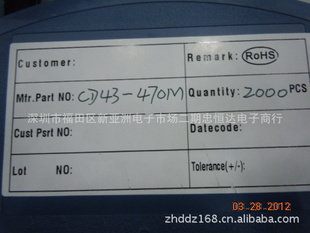 Customer: Remark: RoHS
Mfr.Part NO: CD43-470M Quantity: 2000 PCS
深圳市福田区新亚洲电子市场二期忠恒达电子商行
Cust Psrt NO: Datecode:
Lot NO: Tolerance(+/-):
03 28 2012
zhddz168.1688.com